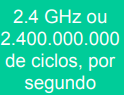 2.4 GHz ou
2.400.000.000
de ciclos, por
segundo